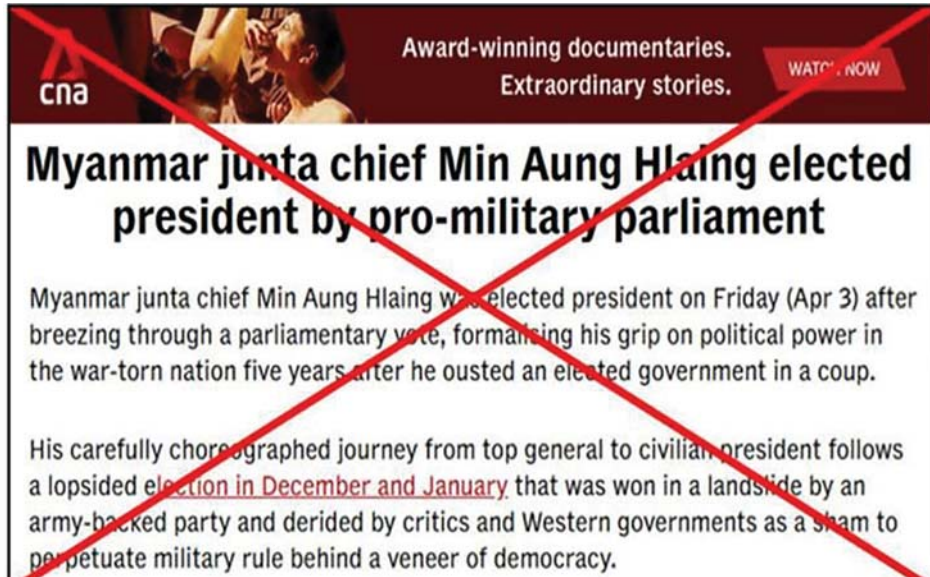 cna
Award-winning documentaries.
Extraordinary stories.
WATCH NOW
Myanmar junta chief Min Aung Hlaing elected
president by pro-military parliament
Myanmar junta chief Min Aung Hlaing was elected president on Friday (Apr 3) after
breezing through a parliamentary vote, formalising his grip on political power in
the war-torn nation five years after he ousted an elected government in a coup.
His carefully choreographed journey from top general to civilian president follows
a lopsided election in December and January that was won in a landslide by an
army-backed party and derided by critics and Western governments as a sham to
perpetuate military rule behind a veneer of democracy.